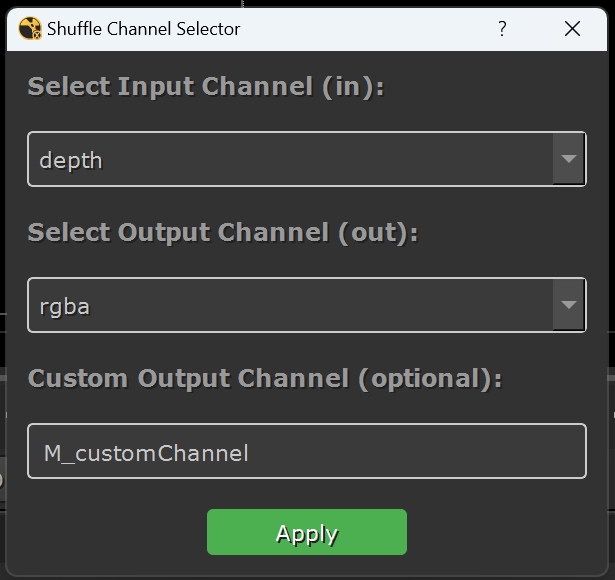 Shuffle Channel Selector
?
Select Input Channel (in):
depth
Select Output Channel (out):
rgba
Custom Output Channel (optional):
M_customChannel
Apply